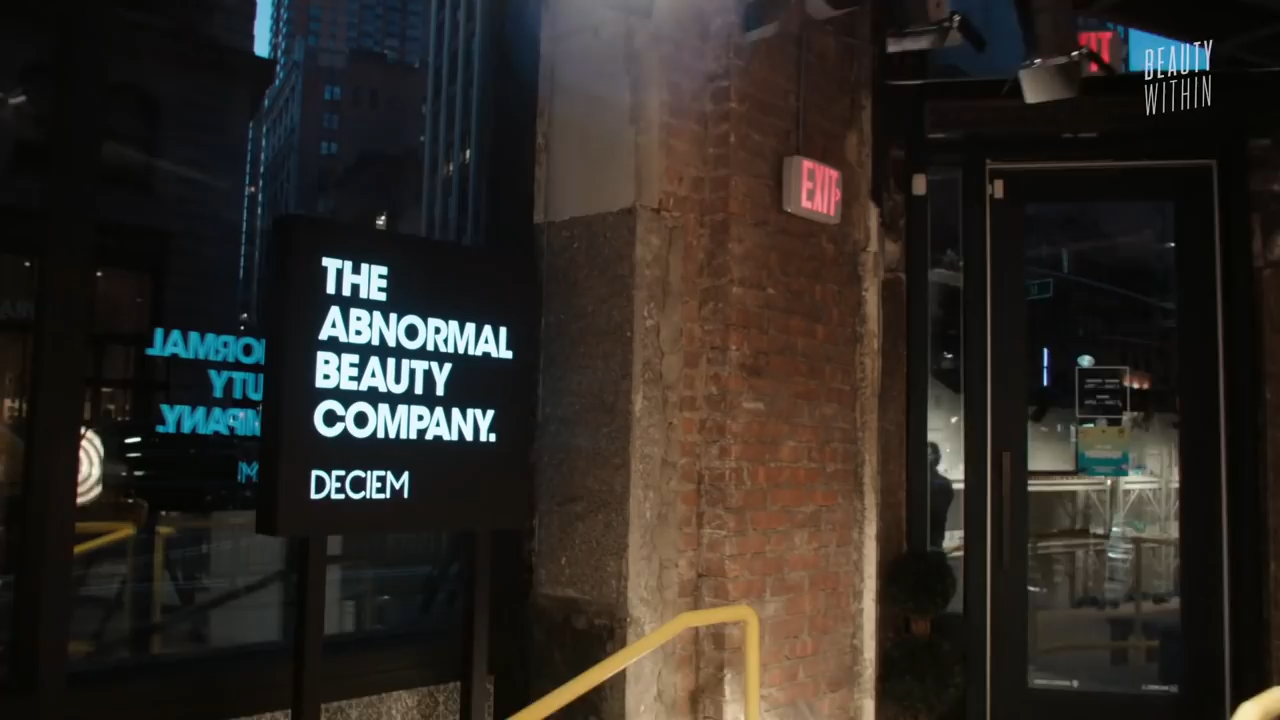 THE
ABNORMAL
BEAUTY
COMPANY.
DECIEM
EXIT
BEAUTY
WITHIN